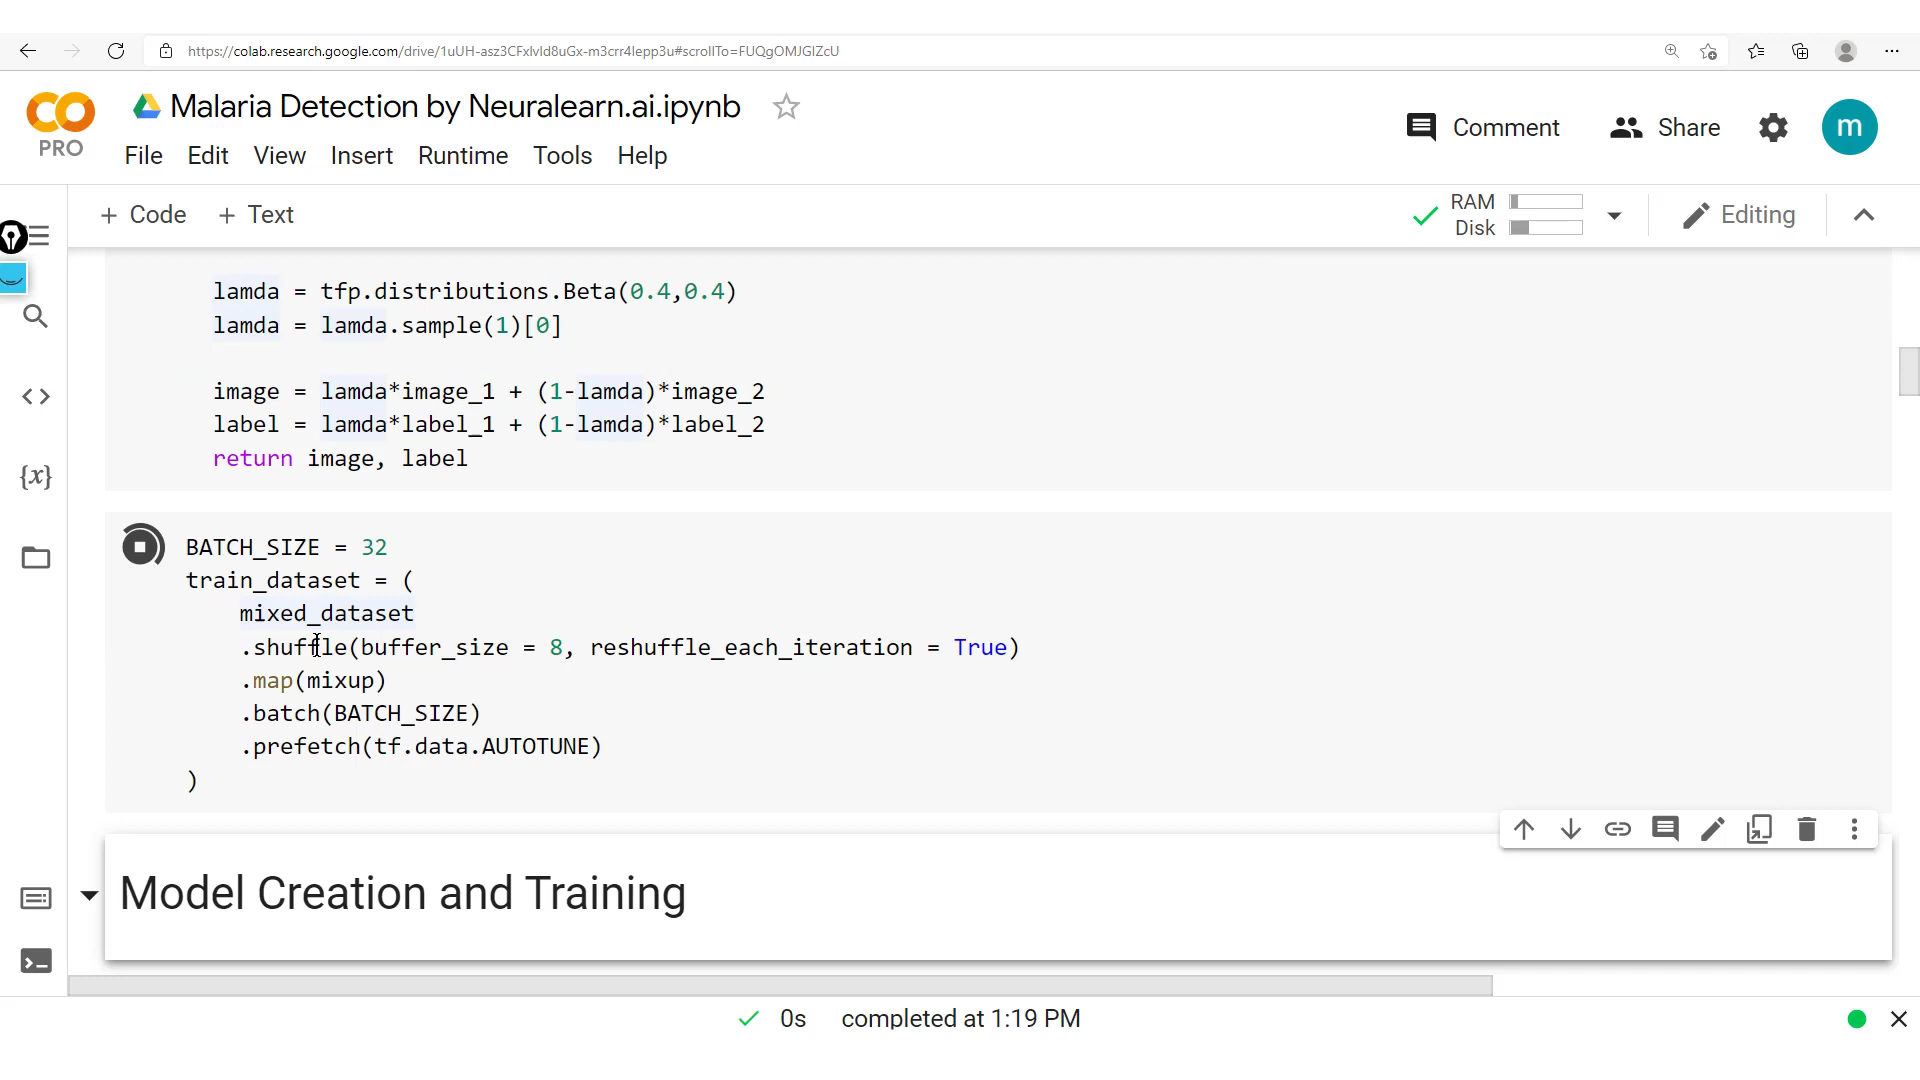 https://colab.research.google.com/drive/1uUH-asz3CFxlvId8uGx-m3crr4lepp3u#scrollTo=FUQgOMJGIZcU
PRO
Malaria Detection by Neuralearn.ai.ipynb
File Edit View Insert Runtime Tools Help
Comment Share m
+ Code + Text
RAM
Disk
Editing
lamda = tfp.distributions.Beta(0.4,0.4)
lamda = lamda.sample(1)[0]
image = lamda*image_1 + (1-lamda)*image_2
label = lamda*label_1 + (1-lamda)*label_2
return image, label
{x}
BATCH_SIZE = 32
train_dataset = (
mixed_dataset
.shuffle(buffer_size = 8, reshuffle_each_iteration = True)
.map(mixup)
.batch(BATCH_SIZE)
.prefetch(tf.data.AUTOTUNE)
)
Model Creation and Training
0s completed at 1:19 PM